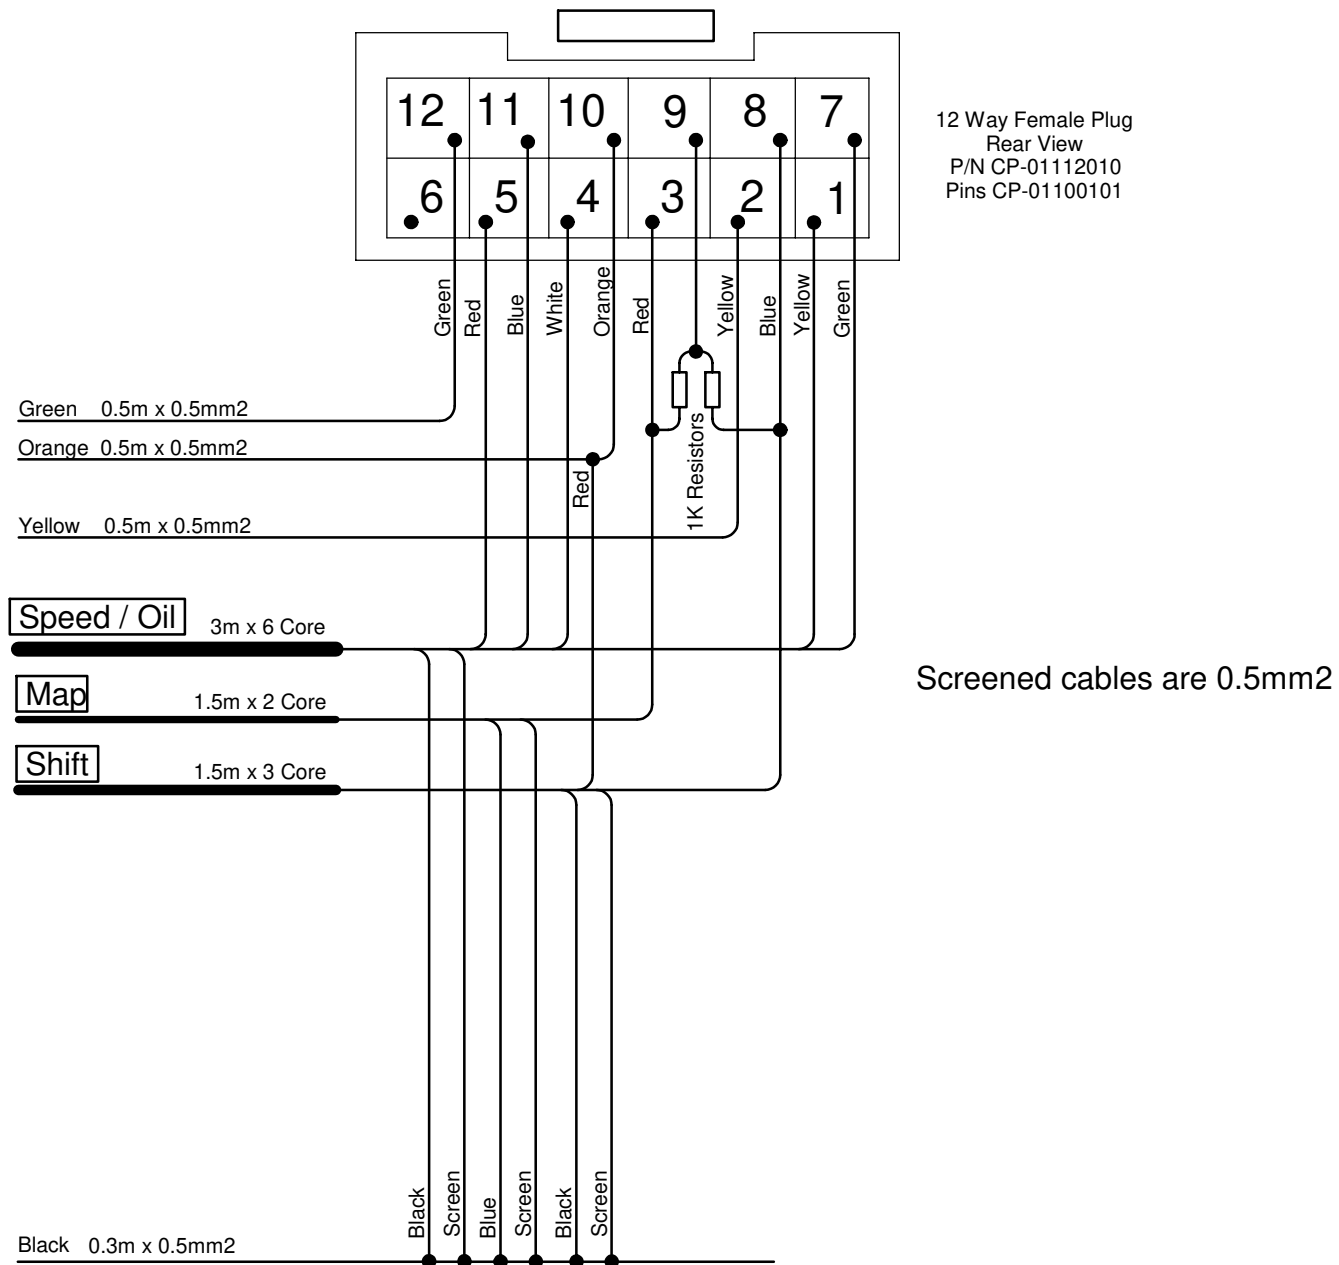 12 11 10 9 8 7
6 5 4 3 2 1
12 Way Female Plug
Rear View
P/N CP-01112010
Pins CP-01100101
Green
Red
Blue
White
Orange
Red
Yellow
Blue
Yellow
Green
Green 0.5m x 0.5mm2
Orange 0.5m x 0.5mm2
Red
1K Resistors
Yellow 0.5m x 0.5mm2
Speed / Oil
3m x 6 Core
Map
1.5m x 2 Core
Shift
1.5m x 3 Core
Screened cables are 0.5mm2
Black
Screen
Blue
Screen
Black
Screen
Black 0.3m x 0.5mm2